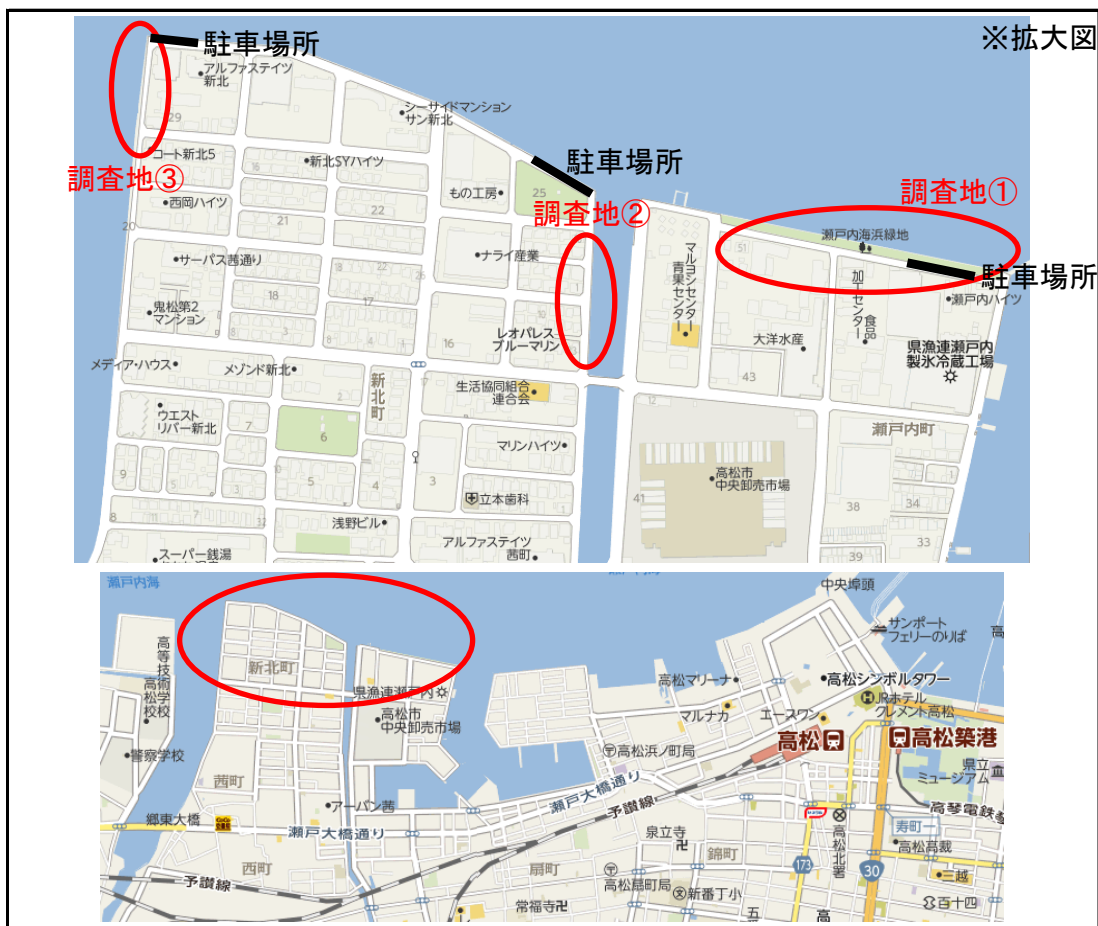 ※拡大図
駐車場所
アルファステイツ
新北
シーサイドマンション
サン新北
29
コート新北5
16
新北SYハイツ
駐車場所
調査地③
もの工房
25
調査地②
調査地①
西岡ハイツ
20
21
22
瀬戸内海浜緑地
51
駐車場所
サーパス茜通り
ナライ産業
マルヨシセンター
青果センター
加工センター
食品
瀬戸内ハイツ
18
17
鬼松第2
マンション
レオパレス
ブルーマリン
16
大洋水産
県漁連瀬戸内
製氷冷蔵工場
メディア・ハウス
メゾンド新北
新北町
生活協同組合
連合会
43
12
瀬戸内町
ウエスト
リバー新北
7
6
マリンハイツ
9
5
3
5
4
3
立本歯科
41
高松市
中央卸売市場
38
34
33
39
8
11
7
浅野ビル
アルファステイツ
茜町
スーパー銭湯
瀬戸内海
中央埠頭
サンポート
フェリーのりば
高
高等技術学校
高松校
新北町
県漁連瀬戸内
高松市
中央卸売市場
高松マリーナ
高松シンボルタワー
JRホテル
クレメント高松
マルナカ
エースワン
高松
高松築港
警察学校
茜町
高松浜ノ町局
県立
ミュージアム
アーバン茜
瀬戸大橋通り
予讃線
郷東大橋
瀬戸大橋通り
高琴電鉄
寿町一
泉立寺
錦町
高松北署
高松高裁
西町
扇町
173
30
三越
予讃線
高松扇町局
新番丁小
常福寺
五
高
百十四